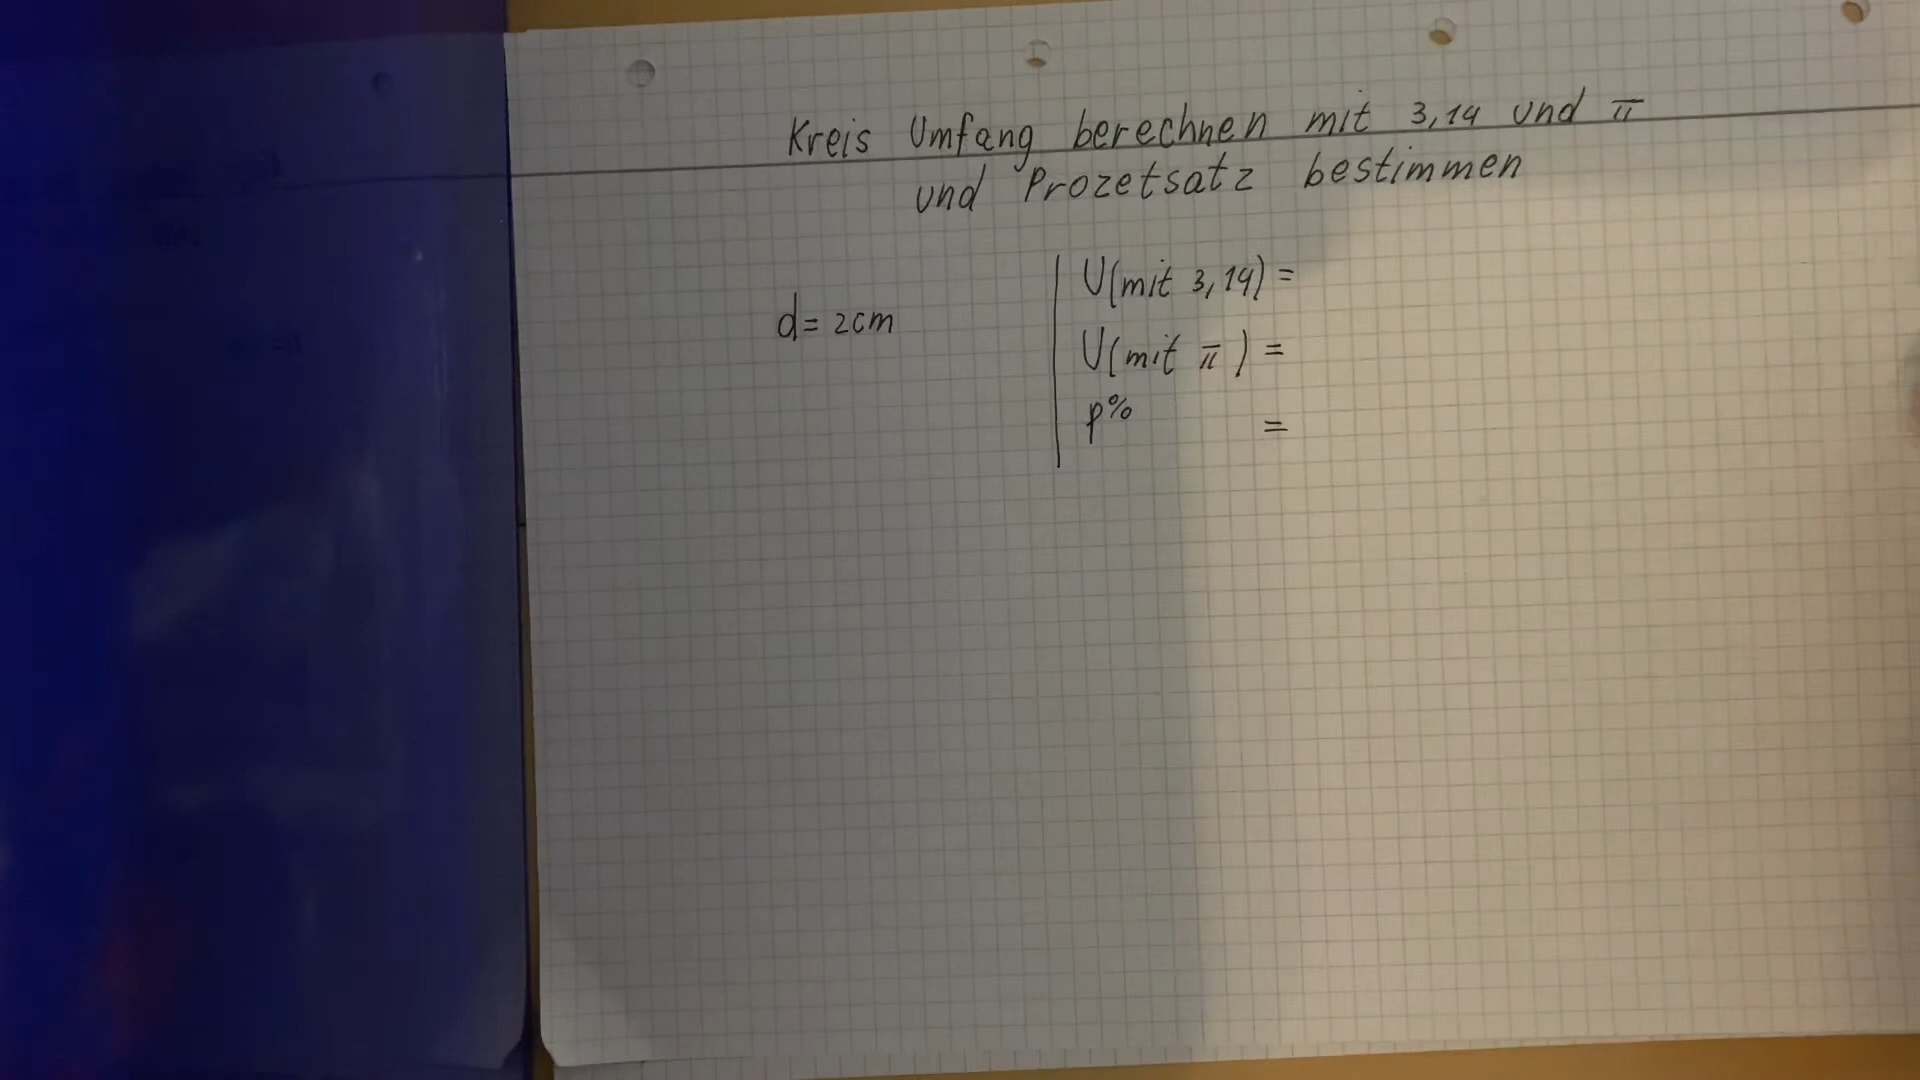 Kreis Umfang berechnen mit 3,14 und π
und Prozetsatz bestimmen
d= 2cm
U(mit 3,14) =
U(mit π) =
p% =